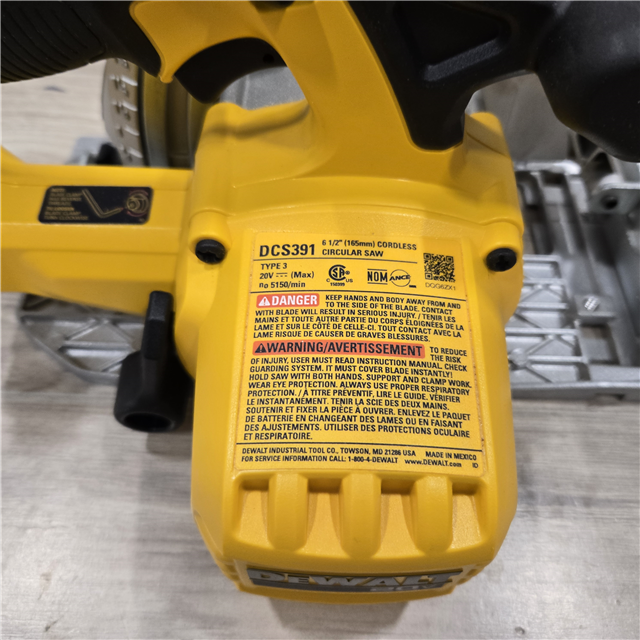 DCS391 6 1/2" (165mm) CORDLESS
CIRCULAR SAW
TYPE 3
20V ⎓ (Max)
n₀ 5150/min
CSA
NOM ANCE
DANGER KEEP HANDS AND BODY AWAY FROM AND
TO THE SIDE OF THE BLADE. CONTACT
WITH BLADE WILL RESULT IN SERIOUS INJURY. / TENIR LES
MAINS ET TOUTE AUTRE PARTIE DU CORPS ÉLOIGNÉES DE LA
LAME ET SUR LE CÔTÉ DE CELLE-CI. TOUT CONTACT AVEC LA
LAME RISQUE DE CAUSER DE GRAVES BLESSURES.
WARNING/AVERTISSEMENT TO REDUCE
THE RISK
OF INJURY, USER MUST READ INSTRUCTION MANUAL. CHECK
GUARDING SYSTEM. IT MUST COVER BLADE INSTANTLY!
HOLD SAW WITH BOTH HANDS. SUPPORT AND CLAMP WORK.
WEAR EYE PROTECTION. ALWAYS USE PROPER RESPIRATORY
PROTECTION. / À TITRE PRÉVENTIF, LIRE LE GUIDE. VÉRIFIER
LE INSTANTANEMENT. TENIR LA SCIE DES DEUX MAINS.
SOUTENIR ET FIXER LA PIÈCE À OUVRER. ENLEVEZ LE PAQUET
DE BATTERIE EN CHANGEANT DES LAMES OU EN FAISANT
DES AJUSTEMENTS. UTILISER DES PROTECTIONS OCULAIRE
ET RESPIRATOIRE.
DEWALT INDUSTRIAL TOOL CO., TOWSON, MD 21286 USA MADE IN MEXICO
FOR SERVICE INFORMATION CALL: 1-800-4-DEWALT www.DEWALT.com
DEWALT